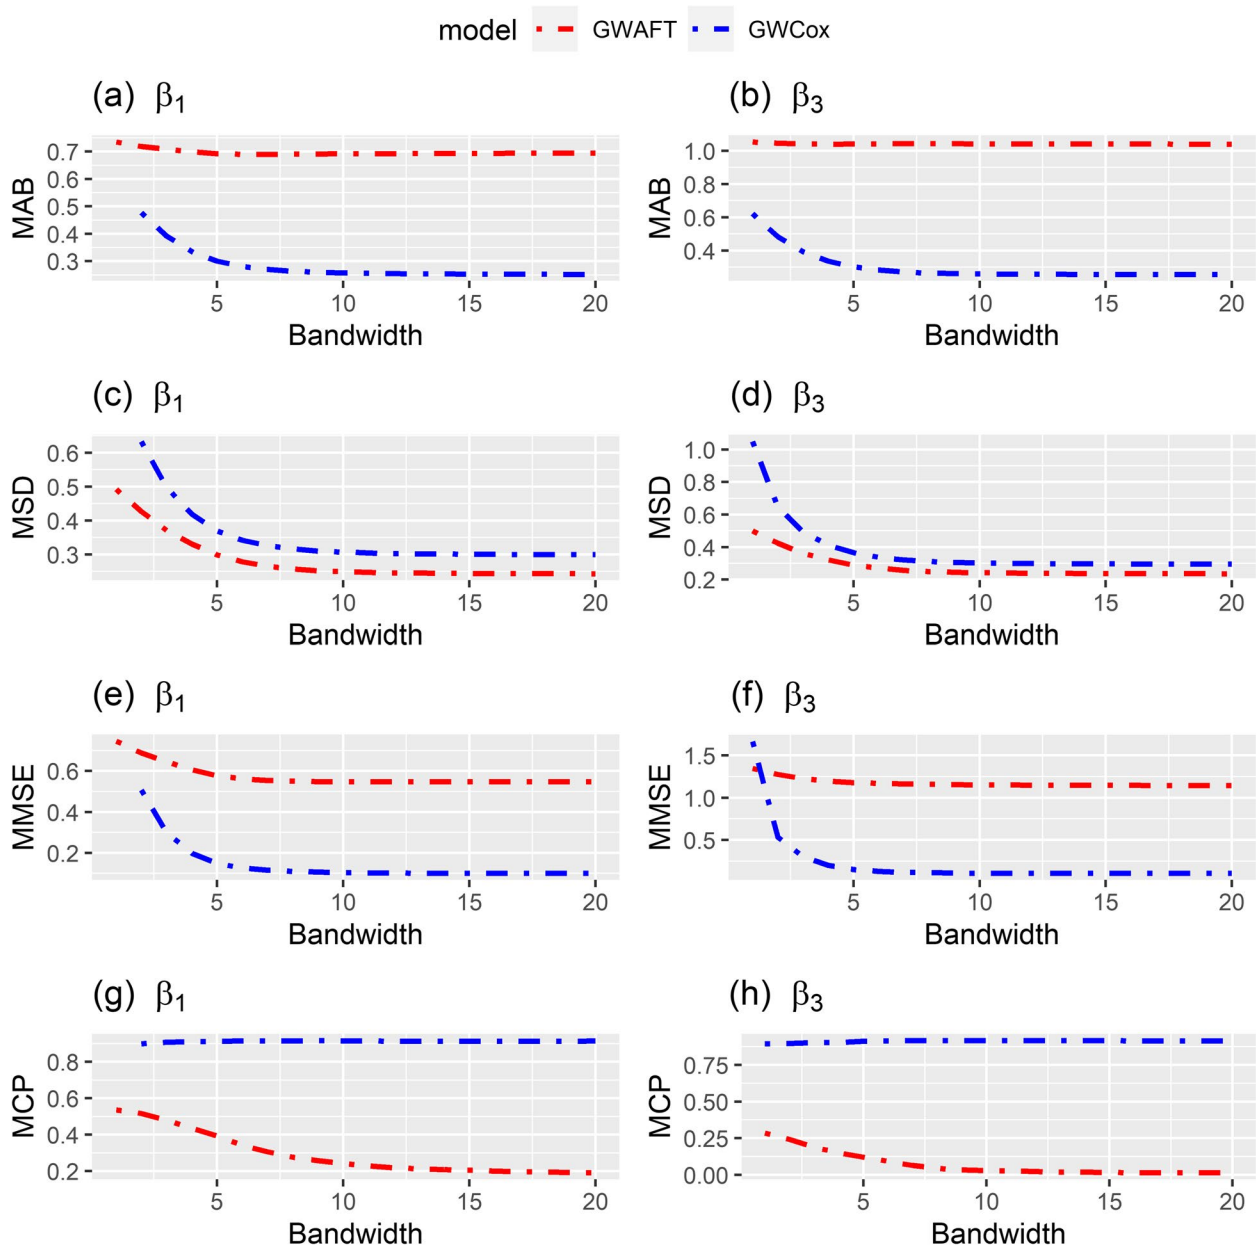 model GWAFT GWCox
(a) β1
0.7
0.6
0.5
0.4
0.3
MAB
5 10 15 20
Bandwidth
(b) β3
1.0
0.8
0.6
0.4
MAB
5 10 15 20
Bandwidth
(c) β1
0.6
0.5
0.4
0.3
MSD
5 10 15 20
Bandwidth
(d) β3
1.0
0.8
0.6
0.4
0.2
MSD
5 10 15 20
Bandwidth
(e) β1
0.6
0.4
0.2
MMSE
5 10 15 20
Bandwidth
(f) β3
1.5
1.0
0.5
MMSE
5 10 15 20
Bandwidth
(g) β1
0.8
0.6
0.4
0.2
MCP
5 10 15 20
Bandwidth
(h) β3
0.75
0.50
0.25
0.00
MCP
5 10 15 20
Bandwidth